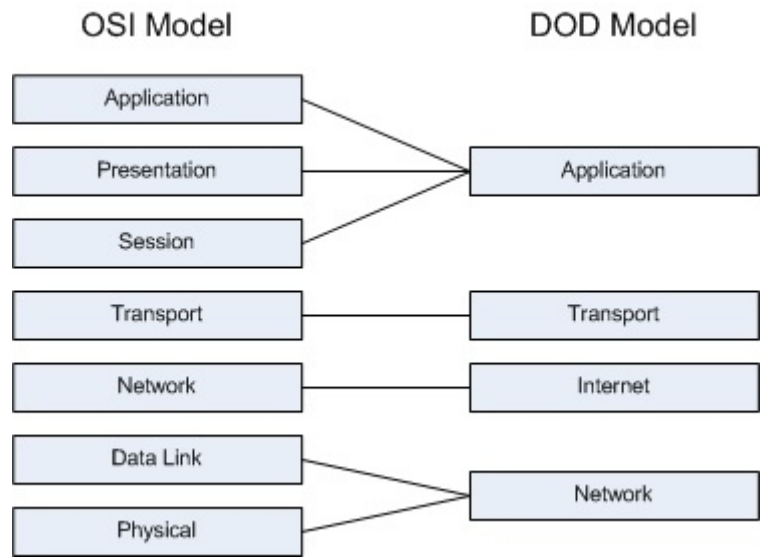 OSI Model
DOD Model
Application
Presentation
Application
Session
Transport
Transport
Network
Internet
Data Link
Network
Physical